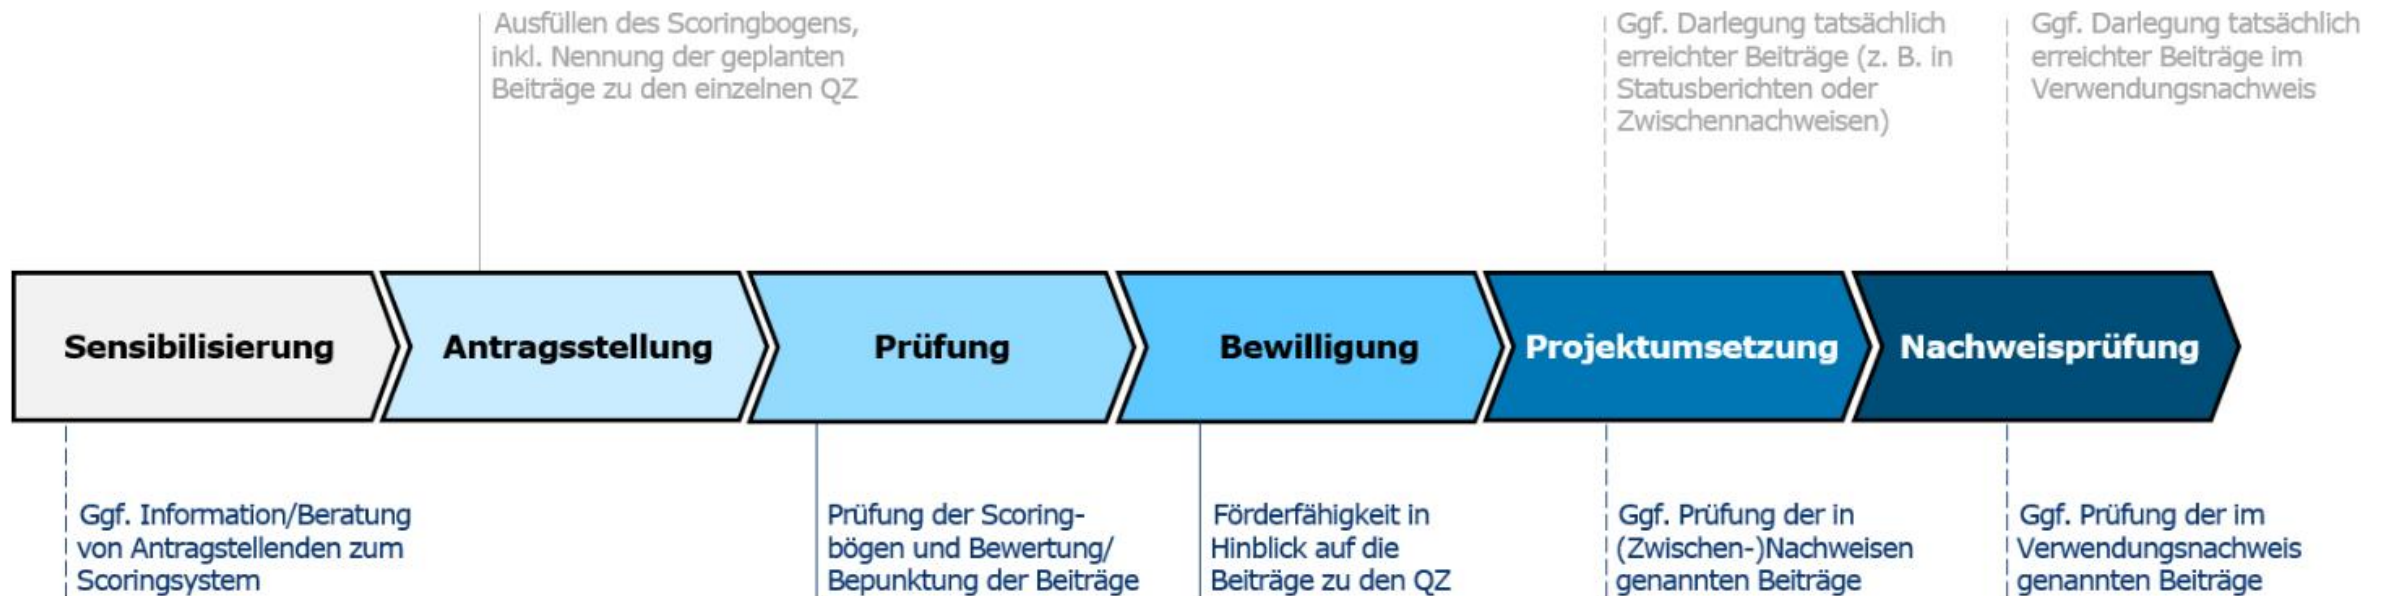 Ausfüllen des Scoringbogens,
inkl. Nennung der geplanten
Beiträge zu den einzelnen QZ
Ggf. Darlegung tatsächlich
erreichter Beiträge (z. B. in
Statusberichten oder
Zwischennachweisen)
Ggf. Darlegung tatsächlich
erreichter Beiträge im
Verwendungsnachweis
Sensibilisierung
Antragsstellung
Prüfung
Bewilligung
Projektumsetzung
Nachweisprüfung
Ggf. Information/Beratung
von Antragstellenden zum
Scoringsystem
Prüfung der Scoring-
bögen und Bewertung/
Bepunktung der Beiträge
Förderfähigkeit in
Hinblick auf die
Beiträge zu den QZ
Ggf. Prüfung der in
(Zwischen-)Nachweisen
genannten Beiträge
Ggf. Prüfung der im
Verwendungsnachweis
genannten Beiträge